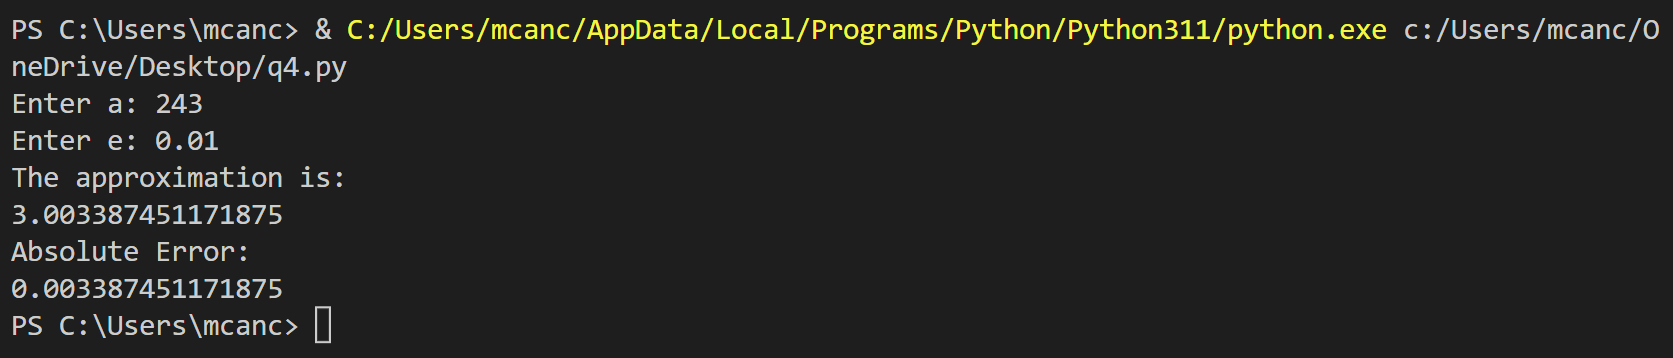 PS C:\Users\mcanc> & C:/Users/mcanc/AppData/Local/Programs/Python/Python311/python.exe c:/Users/mcanc/O
neDrive/Desktop/q4.py
Enter a: 243
Enter e: 0.01
The approximation is:
3.003387451171875
Absolute Error:
0.003387451171875
PS C:\Users\mcanc>